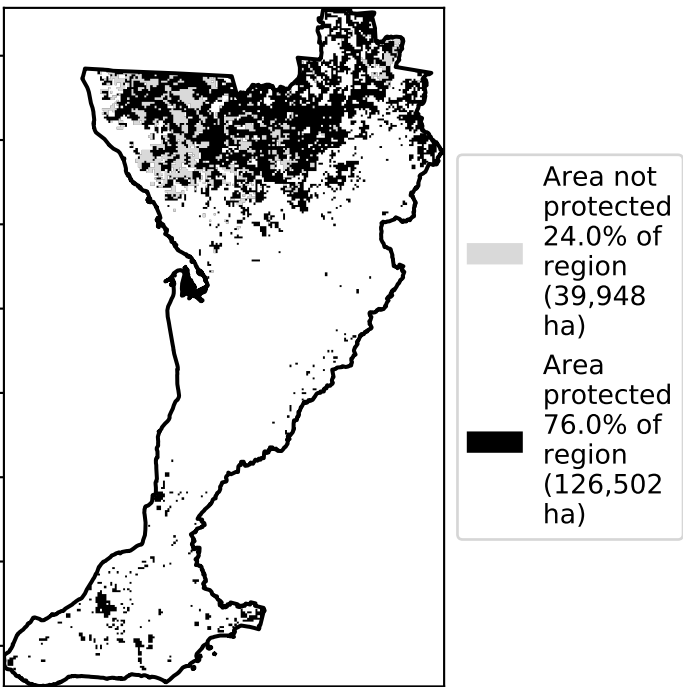 Area not
protected
24.0% of
region
(39,948
ha)
Area
protected
76.0% of
region
(126,502
ha)